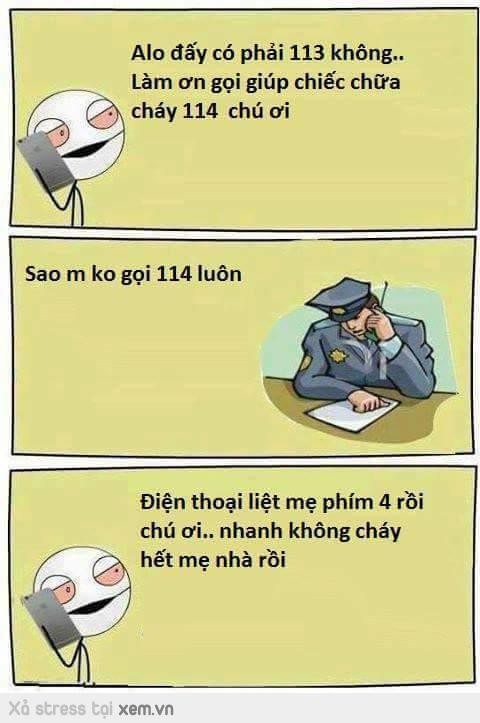 Alo đấy có phải 113 không..
Làm ơn gọi giúp chiếc chữa
cháy 114 chú ơi
Sao m ko gọi 114 luôn
Điện thoại liệt mẹ phím 4 rồi
chú ơi.. nhanh không cháy
hết mẹ nhà rồi
Xả stress tại xem.vn